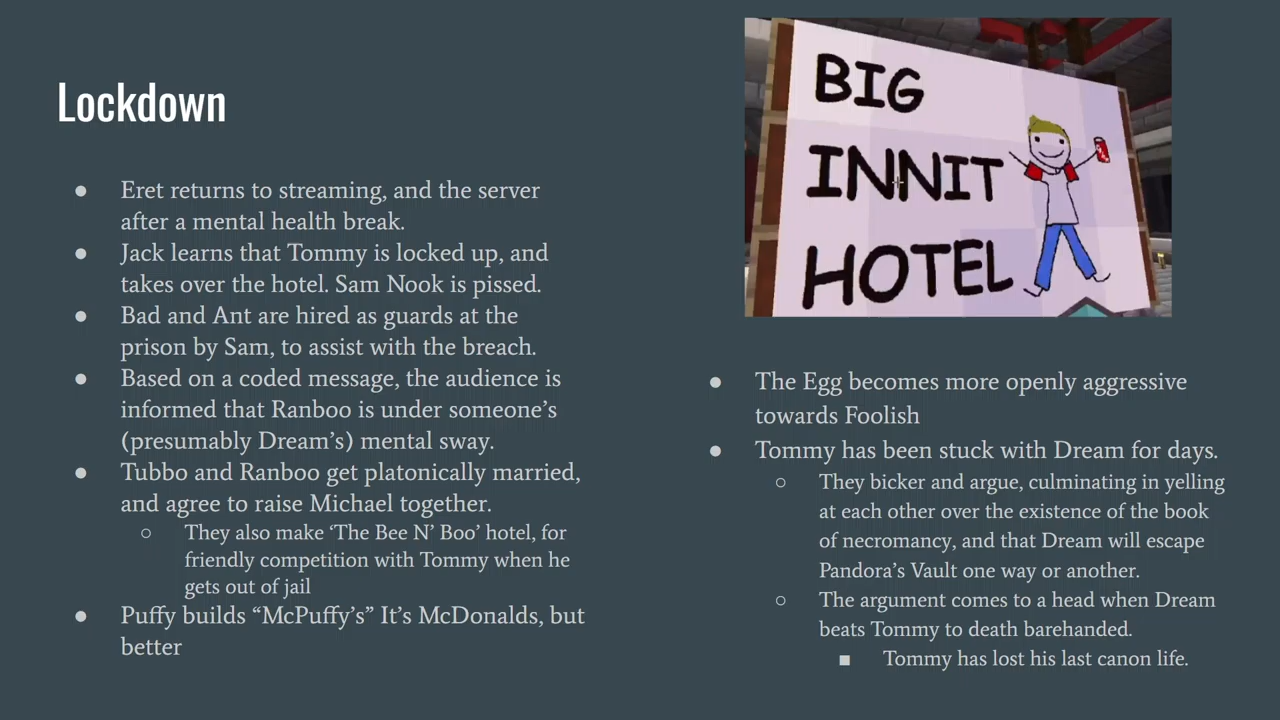 Lockdown
● Eret returns to streaming, and the server
after a mental health break.
● Jack learns that Tommy is locked up, and
takes over the hotel. Sam Nook is pissed.
● Bad and Ant are hired as guards at the
prison by Sam, to assist with the breach.
● Based on a coded message, the audience is
informed that Ranboo is under someone’s
(presumably Dream’s) mental sway.
● Tubbo and Ranboo get platonically married,
and agree to raise Michael together.
○ They also make ‘The Bee N’ Boo’ hotel, for
friendly competition with Tommy when he
gets out of jail
● Puffy builds “McPuffy’s” It’s McDonalds, but
better
BIG
INNIT
HOTEL
● The Egg becomes more openly aggressive
towards Foolish
● Tommy has been stuck with Dream for days.
○ They bicker and argue, culminating in yelling
at each other over the existence of the book
of necromancy, and that Dream will escape
Pandora’s Vault one way or another.
○ The argument comes to a head when Dream
beats Tommy to death barehanded.
■ Tommy has lost his last canon life.